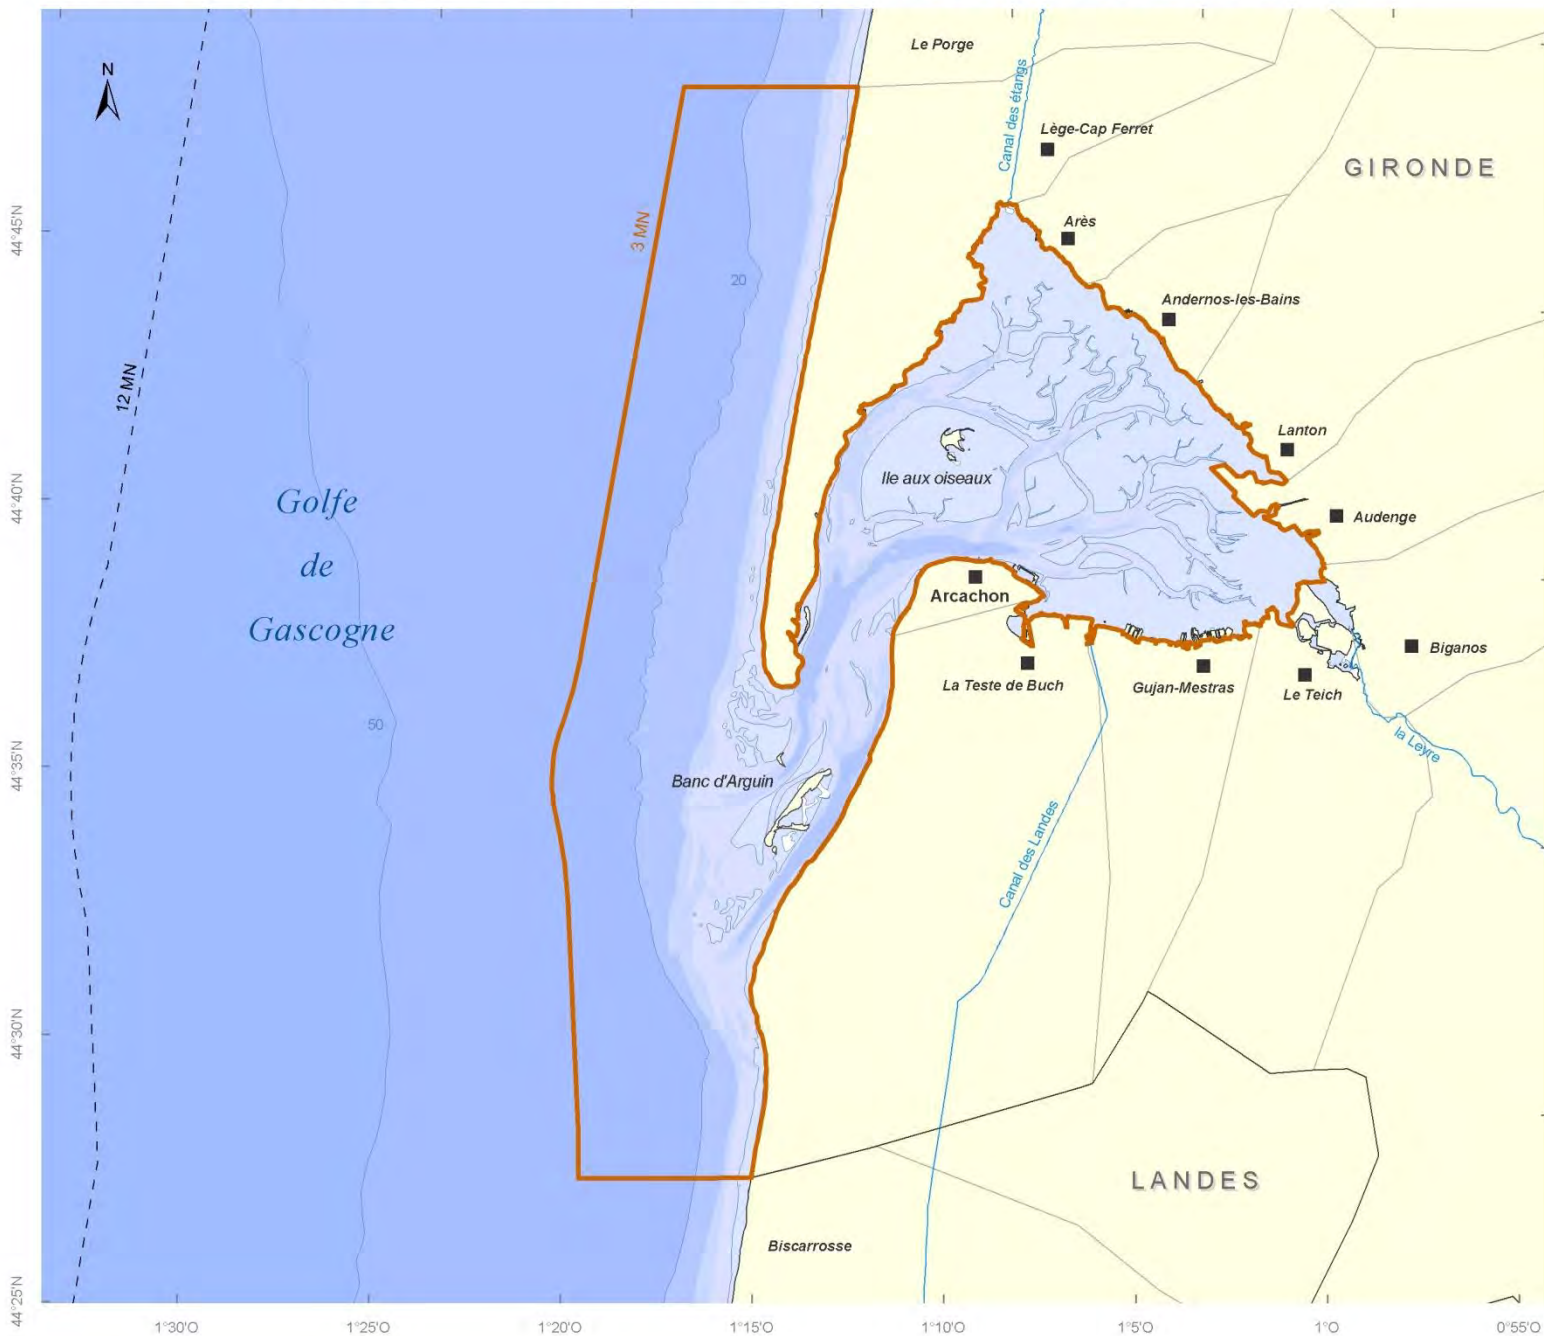 N
Le Porge
Canal des étangs
Lège-Cap Ferret
GIRONDE
44°45'N
3 MN
Arès
20
Andernos-les-Bains
12 MN
Lanton
44°40'N
Golfe
de
Gascogne
Ile aux oiseaux
Audenge
Arcachon
Biganos
La Teste de Buch
Gujan-Mestras
Le Teich
50
la Leyre
44°35'N
Banc d'Arguin
Canal des Landes
44°30'N
LANDES
Biscarrosse
44°25'N
1°30'O
1°25'O
1°20'O
1°15'O
1°10'O
1°5'O
1°O
0°55'O